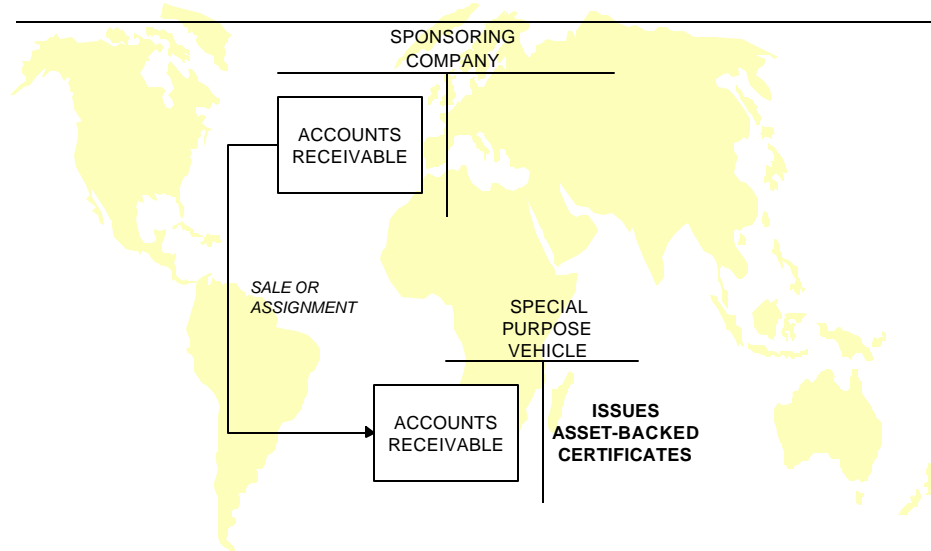 SPONSORING
COMPANY
ACCOUNTS
RECEIVABLE
SALE OR
ASSIGNMENT
SPECIAL
PURPOSE
VEHICLE
ACCOUNTS
RECEIVABLE
ISSUES
ASSET-BACKED
CERTIFICATES